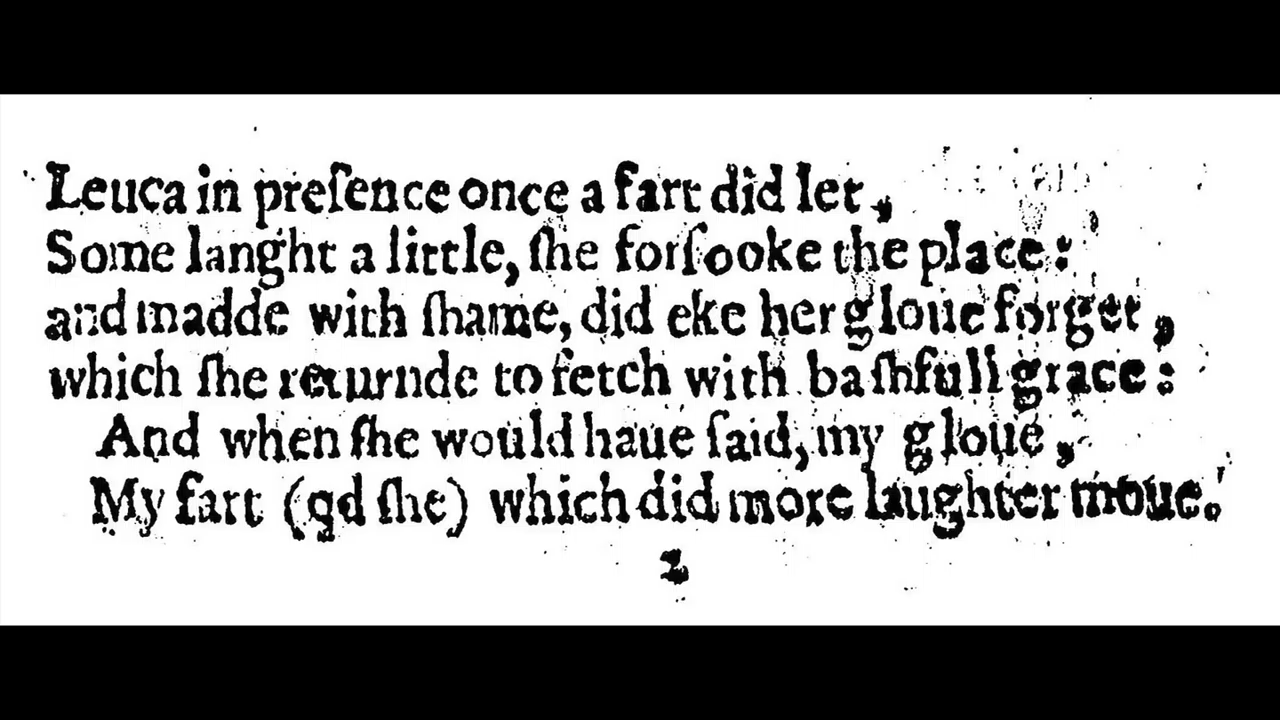 Leuca in preſence once a fart did let,
Some langht a little, ſhe forſooke the place:
and madde with ſhame, did eke her gloue forget,
which ſhe returnde to fetch with baſhfull grace:
And when ſhe would haue ſaid, my gloue,
My fart (qd ſhe) which did more laughter moue.
2